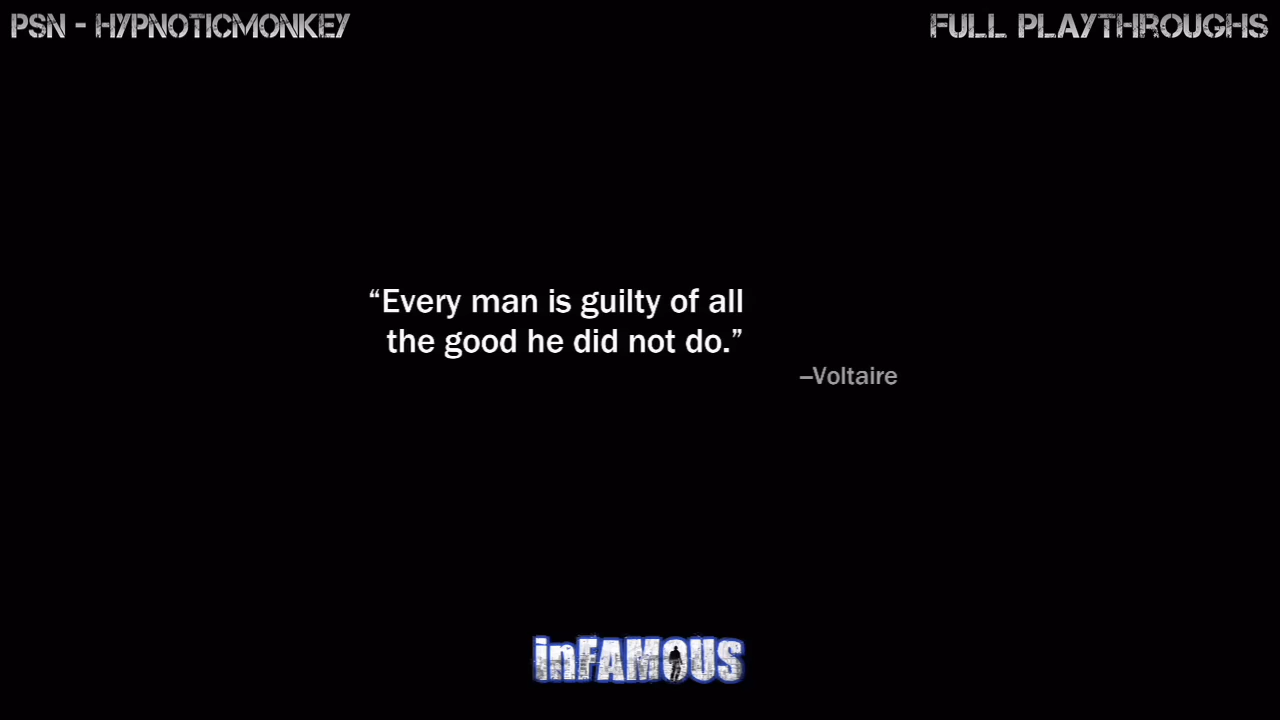 PSN - HYPNOTICMONKEY
FULL PLAYTHROUGHS
“Every man is guilty of all
the good he did not do.”
–Voltaire
inFAMOUS